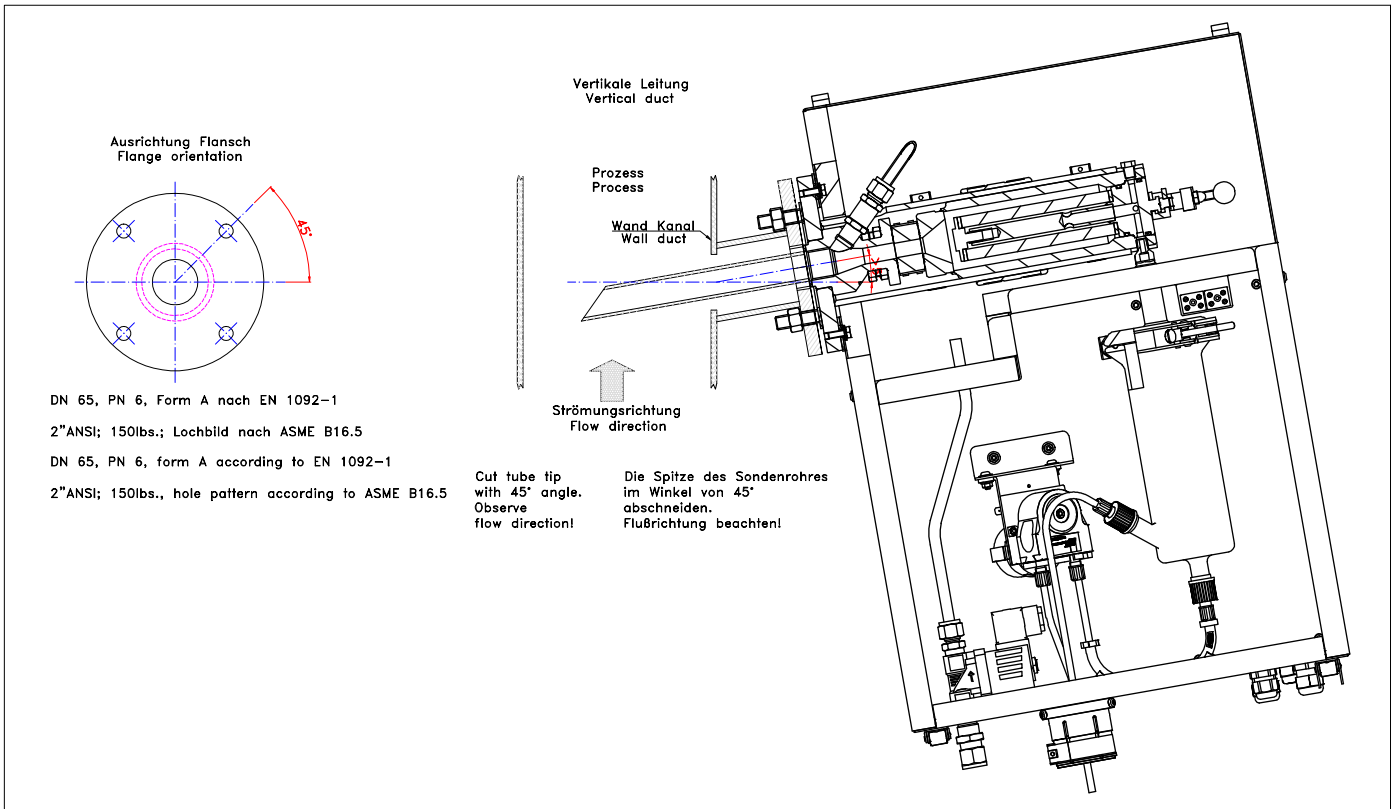 Vertikale Leitung
Vertical duct
Ausrichtung Flansch
Flange orientation
45°
Prozess
Process
Wand Kanal
Wall duct
Strömungsrichtung
Flow direction
DN 65, PN 6, Form A nach EN 1092-1
2"ANSI; 150lbs.; Lochbild nach ASME B16.5
DN 65, PN 6, form A according to EN 1092-1
2"ANSI; 150lbs., hole pattern according to ASME B16.5
Cut tube tip
with 45° angle.
Observe
flow direction!
Die Spitze des Sondenrohres
im Winkel von 45°
abschneiden.
Flußrichtung beachten!